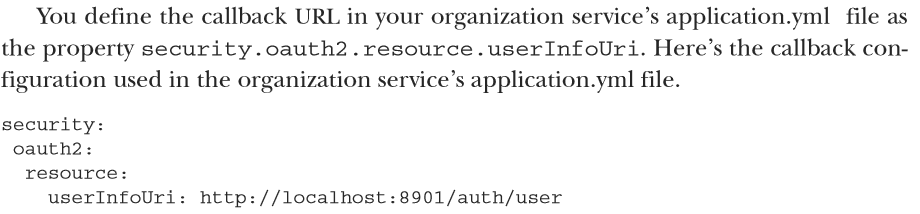 You define the callback URL in your organization service’s application.yml file as
the property security.oauth2.resource.userInfoUri. Here’s the callback con-
figuration used in the organization service’s application.yml file.
security:
 oauth2:
  resource:
    userInfoUri: http://localhost:8901/auth/user